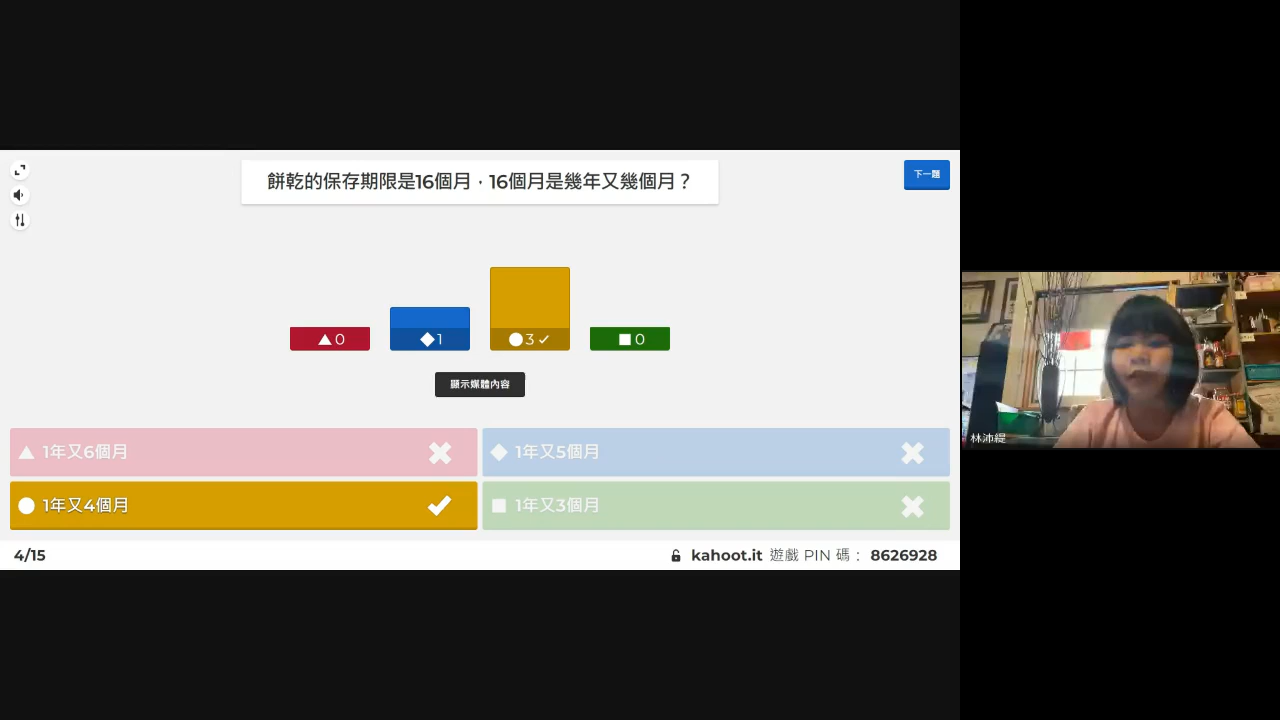 餅乾的保存期限是16個月，16個月是幾年又幾個月？
下一題
0
1
3
0
顯示媒體內容
1年又6個月
1年又5個月
1年又4個月
1年又3個月
4/15
kahoot.it 遊戲 PIN 碼： 8626928
林沛緹